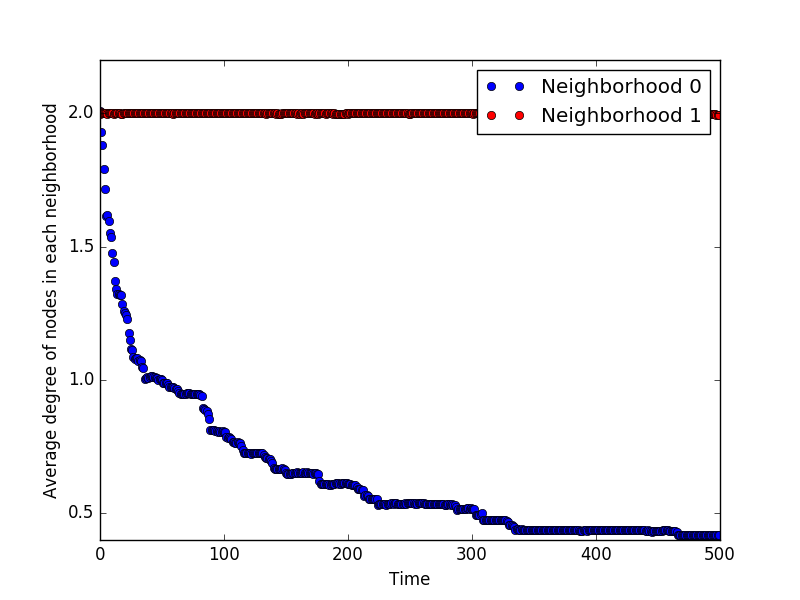 Neighborhood 0
Neighborhood 1
2.0
1.5
1.0
0.5
Average degree of nodes in each neighborhood
0 100 200 300 400 500
Time